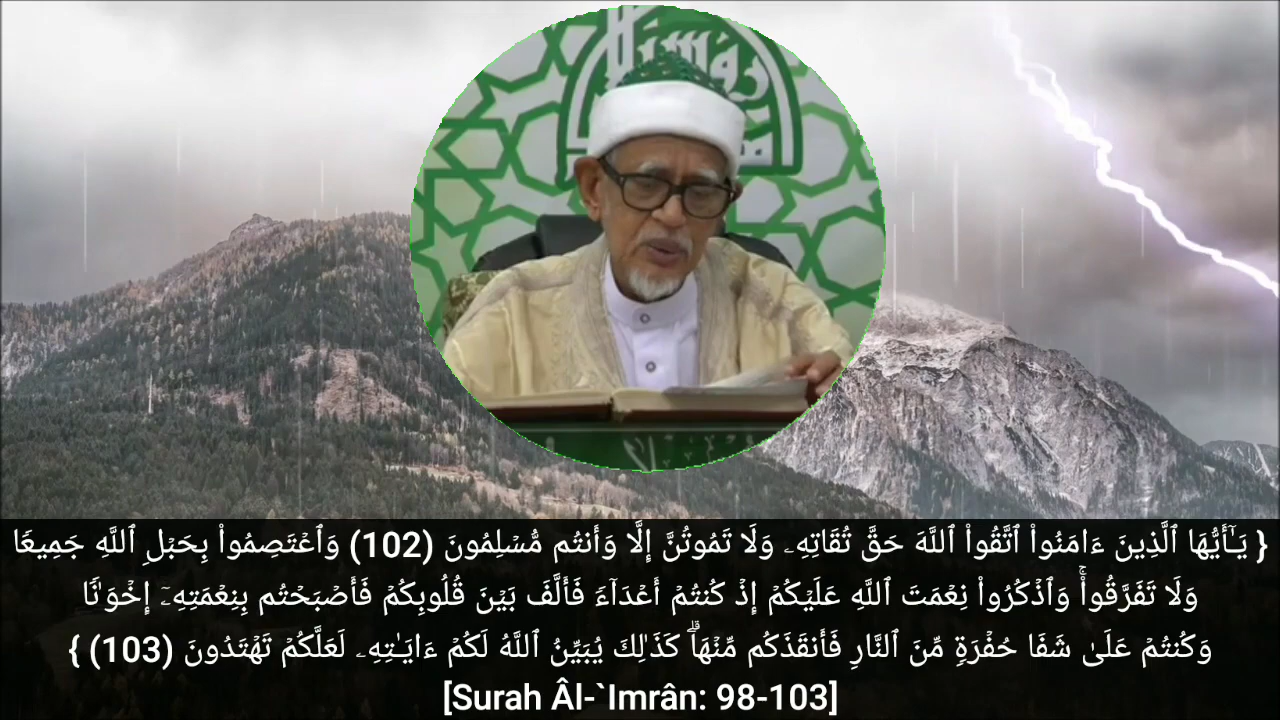 { يَـٰٓأَيُّهَا ٱلَّذِينَ ءَامَنُوا۟ ٱتَّقُوا۟ ٱللَّهَ حَقَّ تُقَاتِهِۦ وَلَا تَمُوتُنَّ إِلَّا وَأَنتُم مُّسْلِمُونَ (102) وَٱعْتَصِمُوا۟ بِحَبْلِ ٱللَّهِ جَمِيعًا
وَلَا تَفَرَّقُوا۟ۚ وَٱذْكُرُوا۟ نِعْمَتَ ٱللَّهِ عَلَيْكُمْ إِذْ كُنتُمْ أَعْدَآءً فَأَلَّفَ بَيْنَ قُلُوبِكُمْ فَأَصْبَحْتُم بِنِعْمَتِهِۦٓ إِخْوَٰنًا
وَكُنتُمْ عَلَىٰ شَفَا حُفْرَةٍ مِّنَ ٱلنَّارِ فَأَنقَذَكُم مِّنْهَاۗ كَذَٰلِكَ يُبَيِّنُ ٱللَّهُ لَكُمْ ءَايَـٰتِهِۦ لَعَلَّكُمْ تَهْتَدُونَ (103) }
[Surah Âl-`Imrân: 98-103]